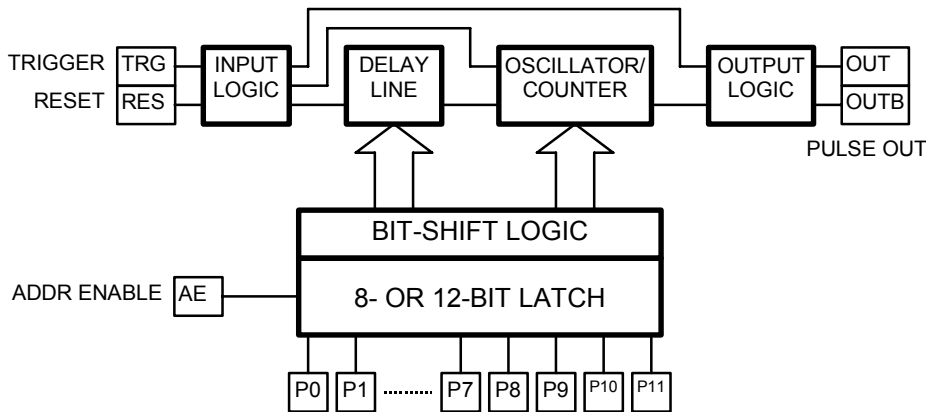 TRIGGER TRG INPUT LOGIC DELAY LINE OSCILLATOR/ COUNTER OUTPUT LOGIC OUT
RESET RES OUTB
PULSE OUT
BIT-SHIFT LOGIC
ADDR ENABLE AE 8- OR 12-BIT LATCH
P0 P1 ........ P7 P8 P9 P10 P11